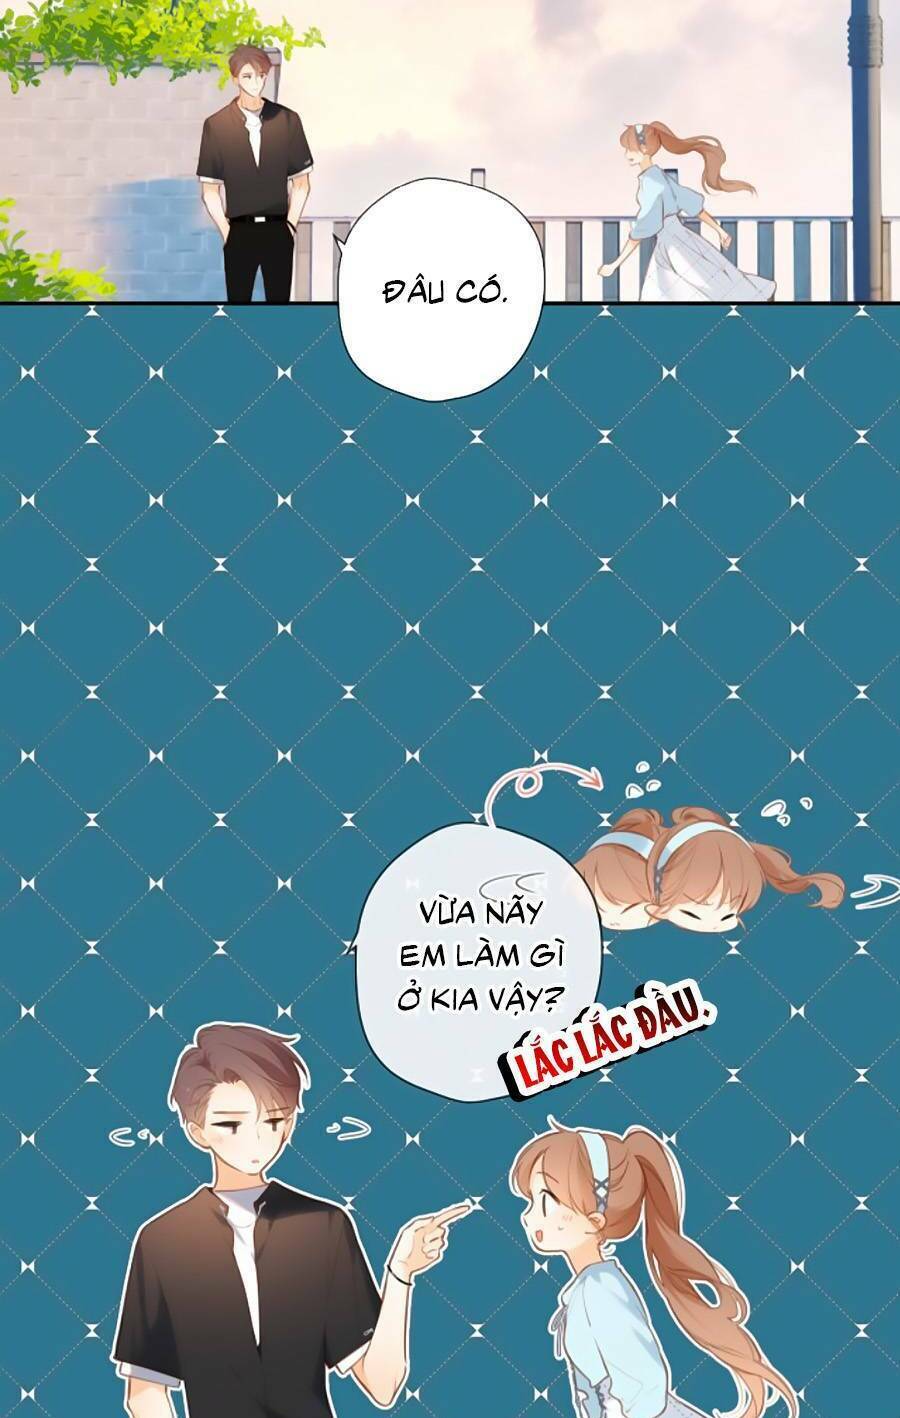 ĐÂU CÓ.
VỪA NÃY
EM LÀM GÌ
Ở KIA VẬY?
LẮC LẮC ĐẦU.